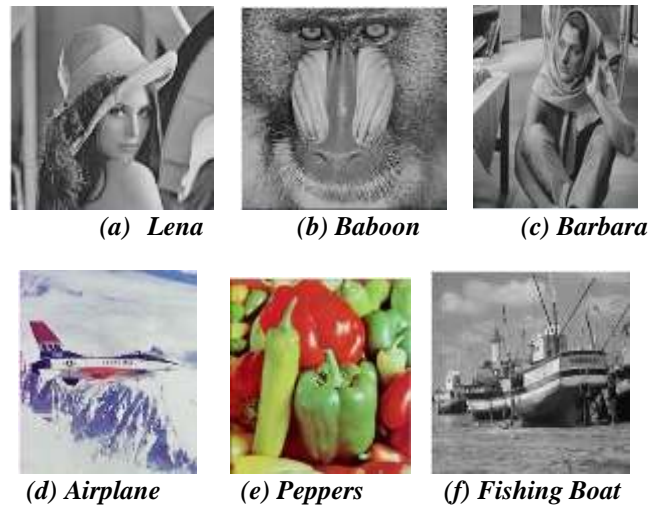 (a) Lena
(b) Baboon
(c) Barbara
(d) Airplane
(e) Peppers
(f) Fishing Boat